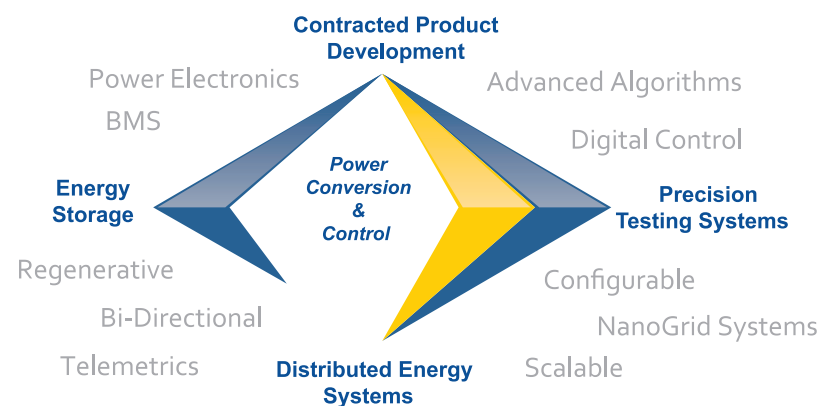 Contracted Product
Development
Power Electronics
Advanced Algorithms
BMS
Digital Control
Power
Conversion
&
Control
Energy
Storage
Precision
Testing Systems
Regenerative
Configurable
Bi-Directional
NanoGrid Systems
Telemetrics
Distributed Energy
Systems
Scalable